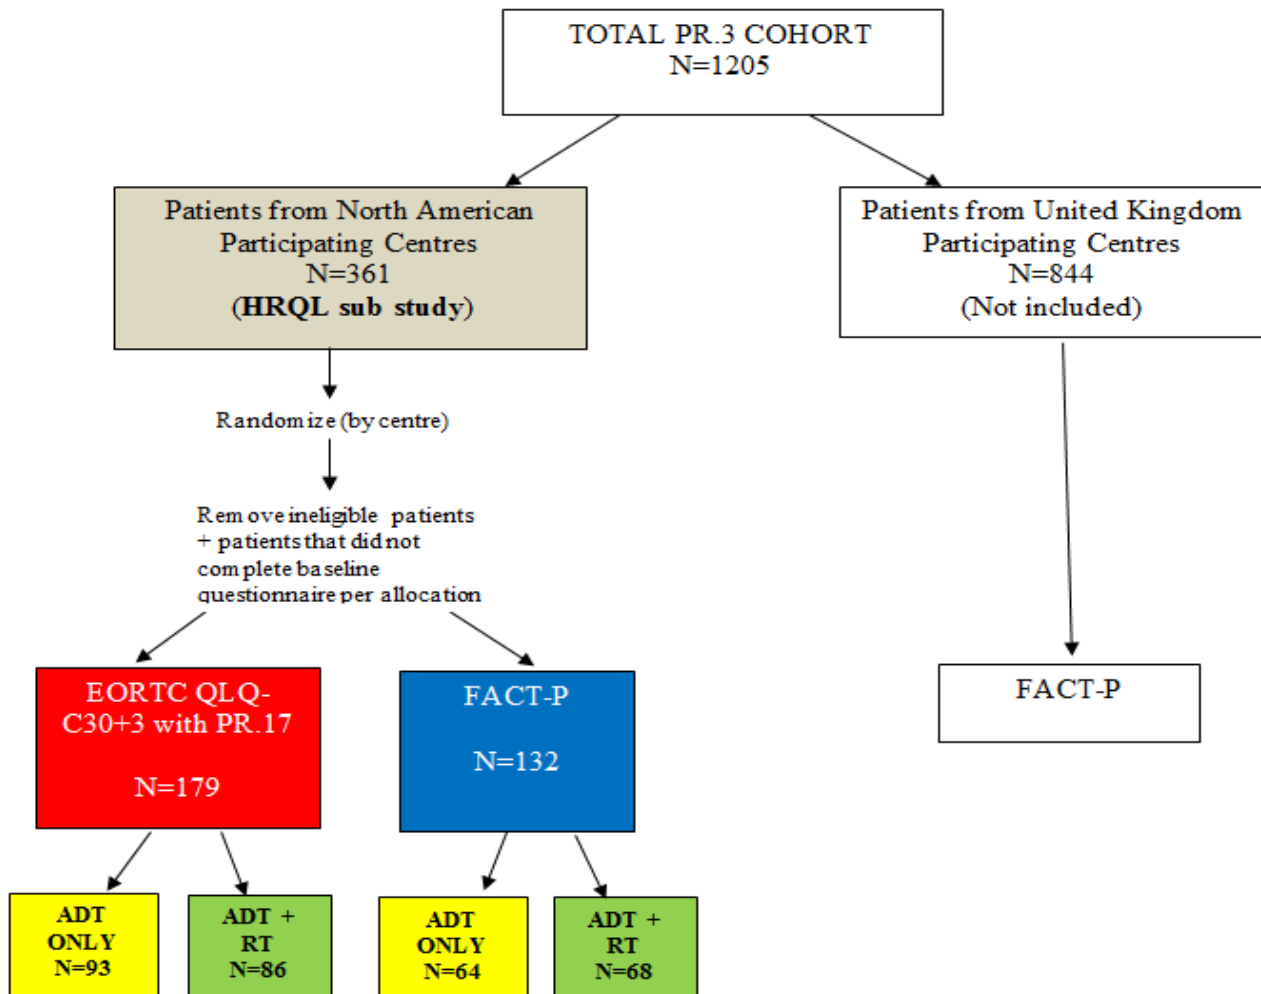 TOTAL PR.3 COHORT
N=1205
Patients from North American
Participating Centres
N=361
(HRQL sub study)
Patients from United Kingdom
Participating Centres
N=844
(Not included)
Randomize (by centre)
Remove ineligible patients
+ patients that did not
complete baseline
questionnaire per allocation
EORTC QLQ-
C30+3 with PR.17
N=179
FACT-P
N=132
FACT-P
ADT
ONLY
N=93
ADT +
RT
N=86
ADT
ONLY
N=64
ADT +
RT
N=68